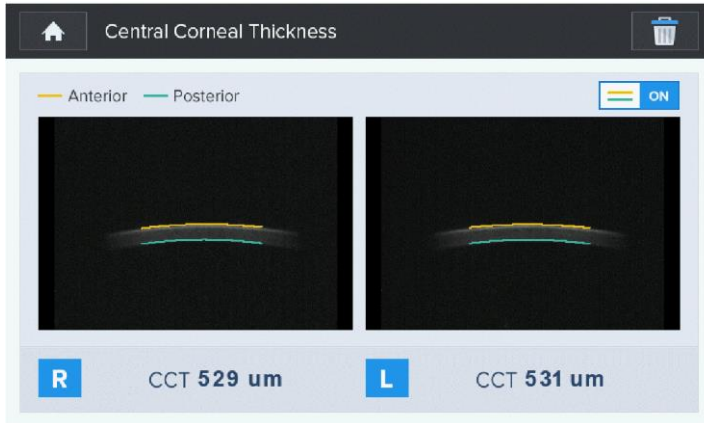 Central Corneal Thickness
Anterior Posterior
ON
R CCT 529 um
L CCT 531 um